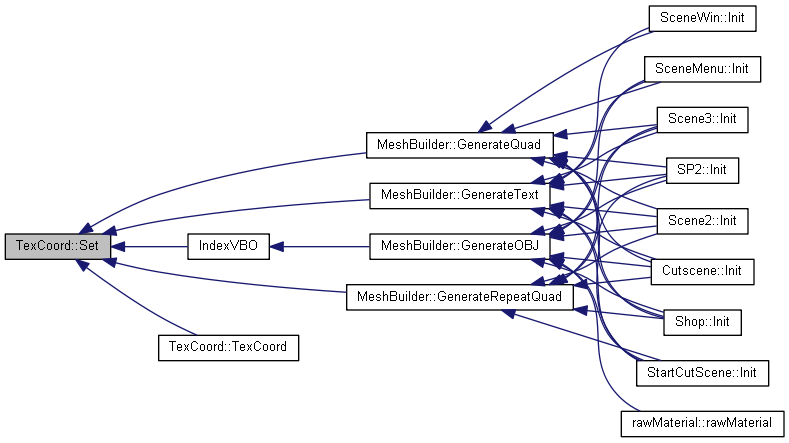 TexCoord::Set
IndexVBO
TexCoord::TexCoord
MeshBuilder::GenerateQuad
MeshBuilder::GenerateText
MeshBuilder::GenerateOBJ
MeshBuilder::GenerateRepeatQuad
SceneWin::Init
SceneMenu::Init
Scene3::Init
SP2::Init
Scene2::Init
Cutscene::Init
Shop::Init
StartCutScene::Init
rawMaterial::rawMaterial